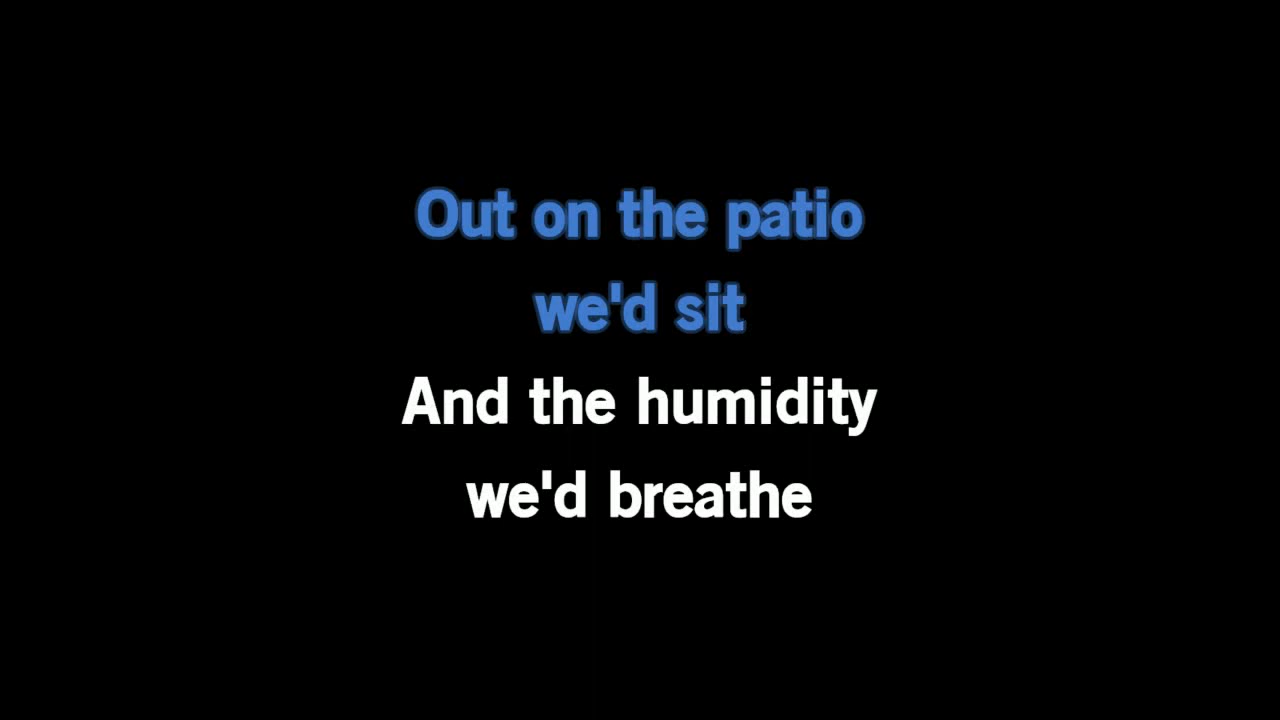 Out on the patio
we'd sit
And the humidity
we'd breathe